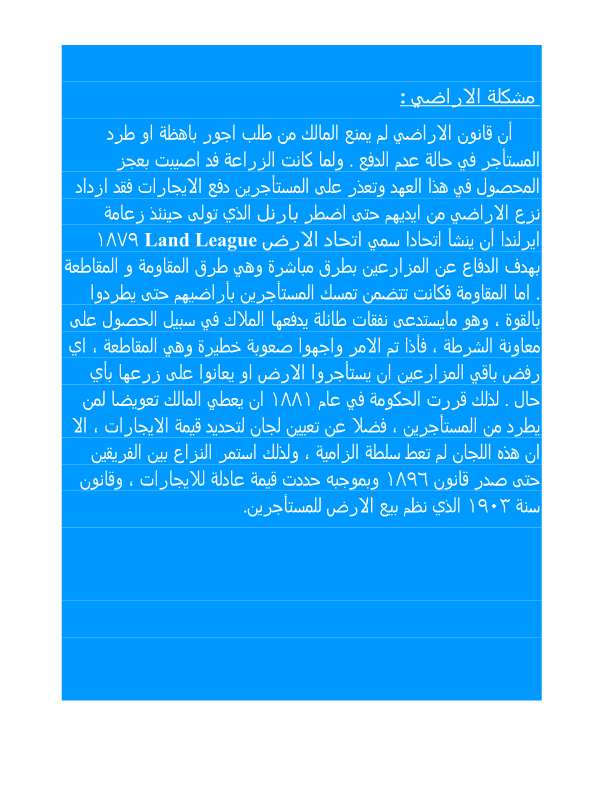 مشكلة الاراضي :
أن قانون الاراضي لم يمنع المالك من طلب اجور باهظة او طرد
المستأجر في حالة عدم الدفع . ولما كانت الزراعة قد اصيبت بعجز
المحصول في هذا العهد وتعذر على المستأجرين دفع الايجارات فقد ازداد
نزع الاراضي من ايديهم حتى اضطر بارنل الذي تولى حينئذ زعامة
ايرلندا أن ينشأ اتحادا سمي اتحاد الارض Land League ١٨٧٩
بهدف الدفاع عن المزارعين بطرق مباشرة وهي طرق المقاومة و المقاطعة
. اما المقاومة فكانت تتضمن تمسك المستأجرين بأراضيهم حتى يطردوا
بالقوة ، وهو مايستدعى نفقات طائلة يدفعها الملاك في سبيل الحصول على
معاونة الشرطة ، فأذا تم الامر واجهوا صعوبة خطيرة وهي المقاطعة ، اي
رفض باقي المزارعين ان يستأجروا الارض او يعانوا على زرعها بأي
حال . لذلك قررت الحكومة في عام ١٨٨١ ان يعطي المالك تعويضا لمن
يطرد من المستأجرين ، فضلا عن تعيين لجان لتحديد قيمة الايجارات ، الا
ان هذه اللجان لم تعط سلطة الزامية ، ولذلك استمر النزاع بين الفريقين
حتى صدر قانون ١٨٩٦ وبموجبه حددت قيمة عادلة للايجارات ، وقانون
سنة ١٩٠٣ الذي نظم بيع الارض للمستأجرين.